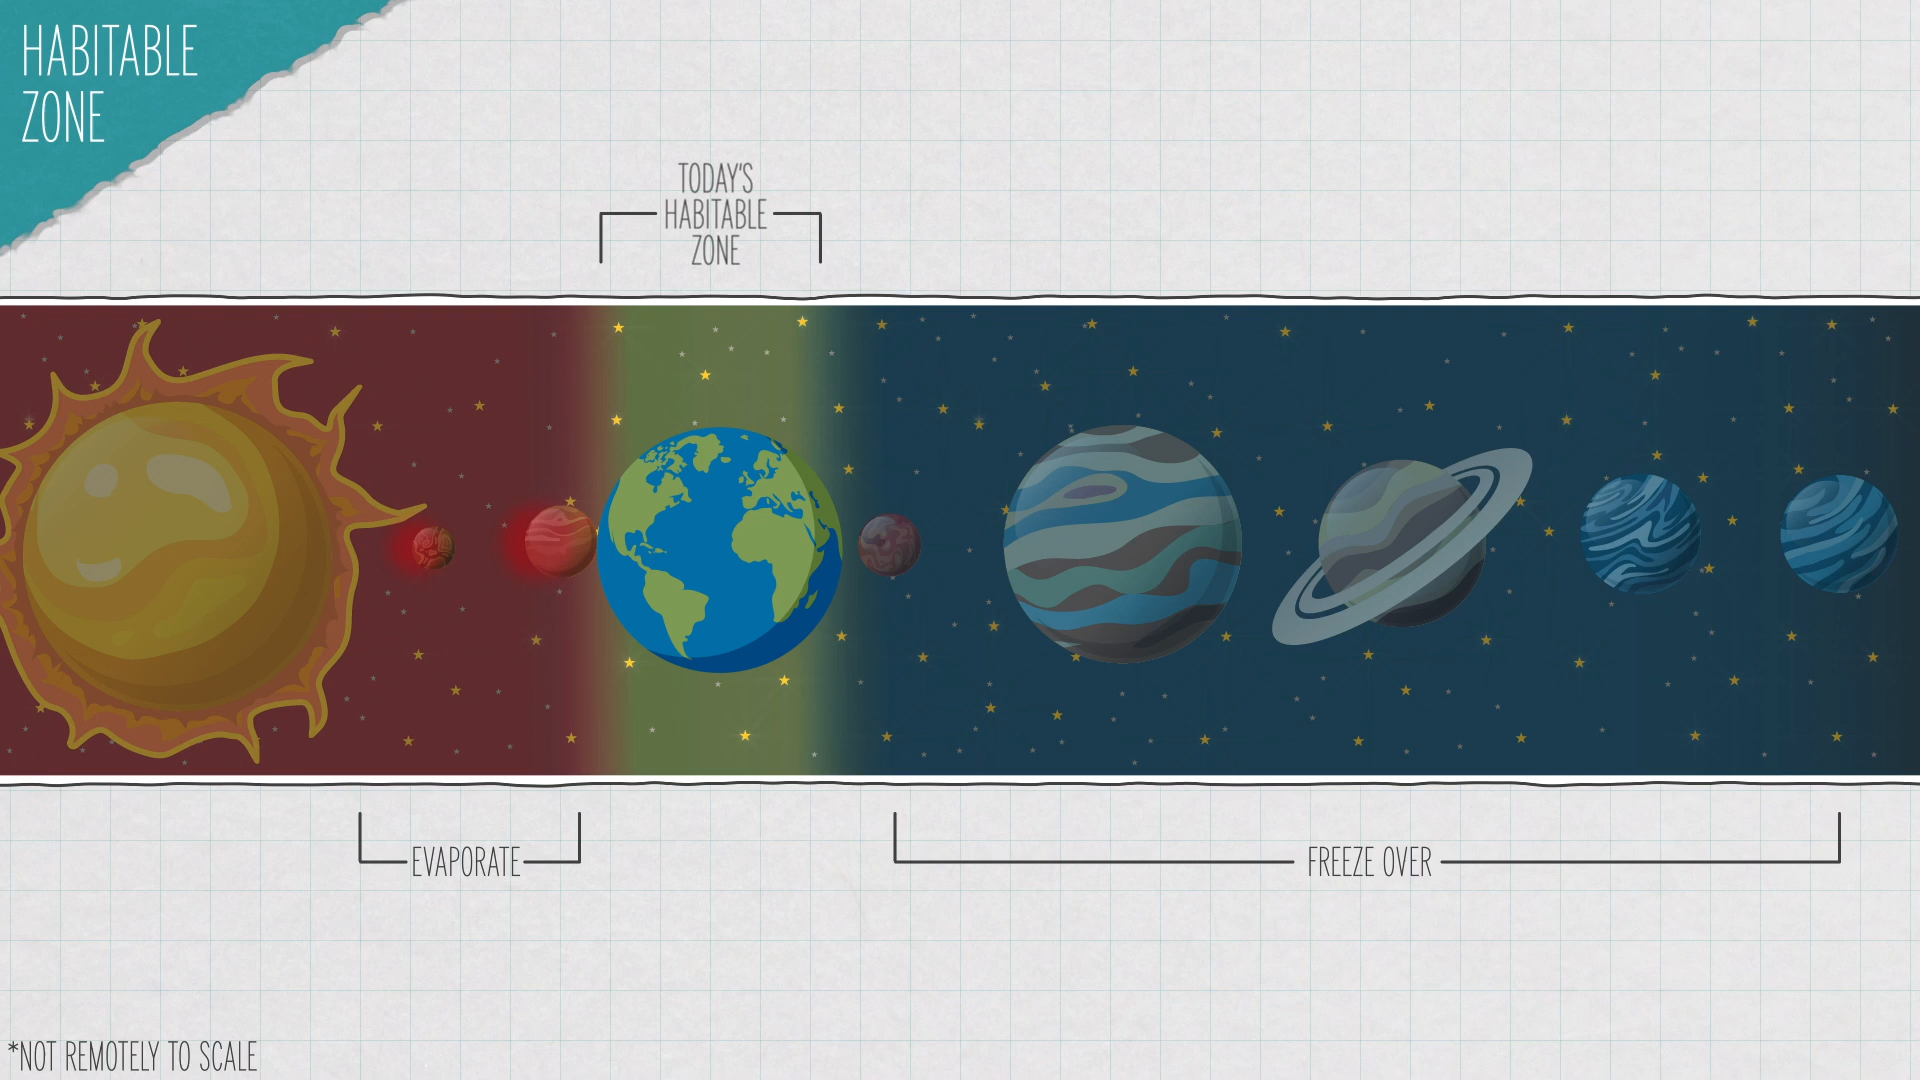 HABITABLE
ZONE
TODAY'S
HABITABLE
ZONE
EVAPORATE
FREEZE OVER
*NOT REMOTELY TO SCALE